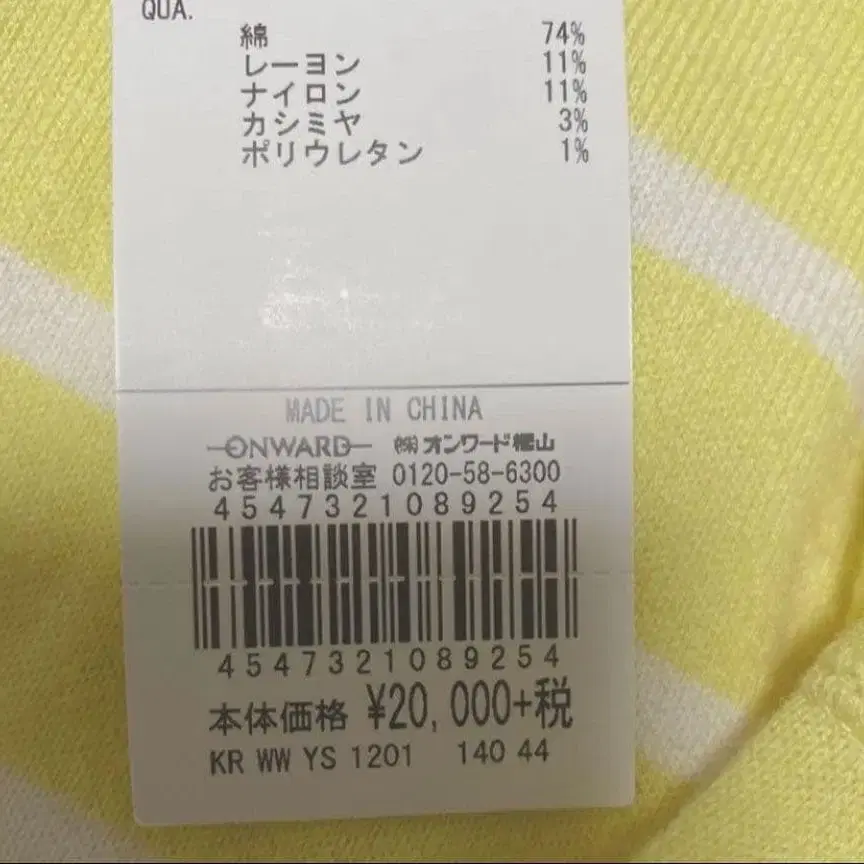 QUA.
綿 74%
レーヨン 11%
ナイロン 11%
カシミヤ 3%
ポリウレタン 1%
MADE IN CHINA
ONWARD ㈱オンワード樫山
お客様相談室 0120-58-6300
4547321089254
4547321089254
本体価格 ¥20,000+税
KR WW YS 1201 140 44